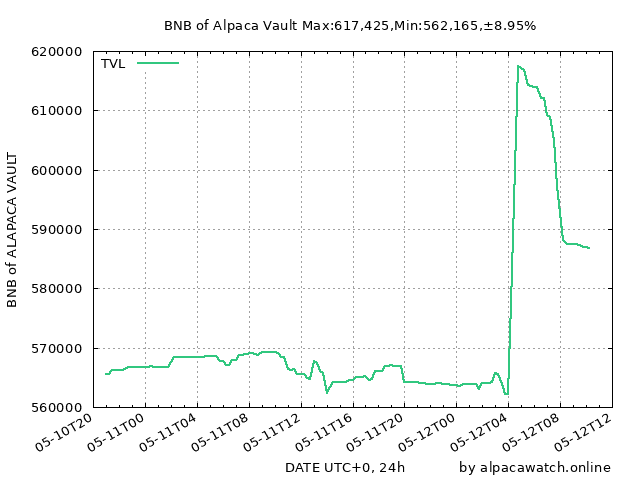 BNB of Alpaca Vault Max:617,425,Min:562,165,±8.95%
TVL
BNB of ALAPACA VAULT
620000
610000
600000
590000
580000
570000
560000
05-10T20 05-11T00 05-11T04 05-11T08 05-11T12 05-11T16 05-11T20 05-12T00 05-12T04 05-12T08 05-12T12
DATE UTC+0, 24h by alpacawatch.online